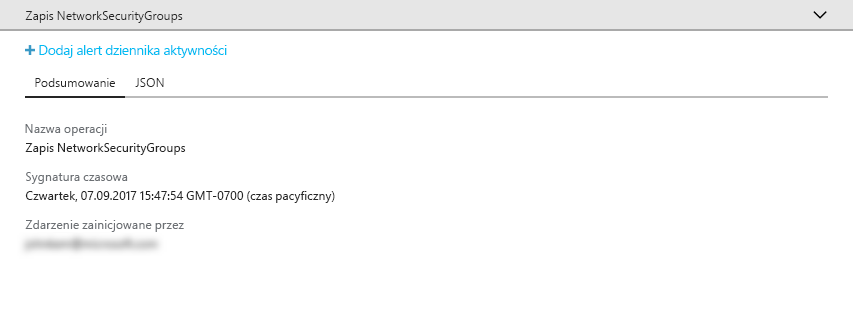 Zapis NetworkSecurityGroups
+ Dodaj alert dziennika aktywności
Podsumowanie JSON
Nazwa operacji
Zapis NetworkSecurityGroups
Sygnatura czasowa
Czwartek, 07.09.2017 15:47:54 GMT-0700 (czas pacyficzny)
Zdarzenie zainicjowane przez